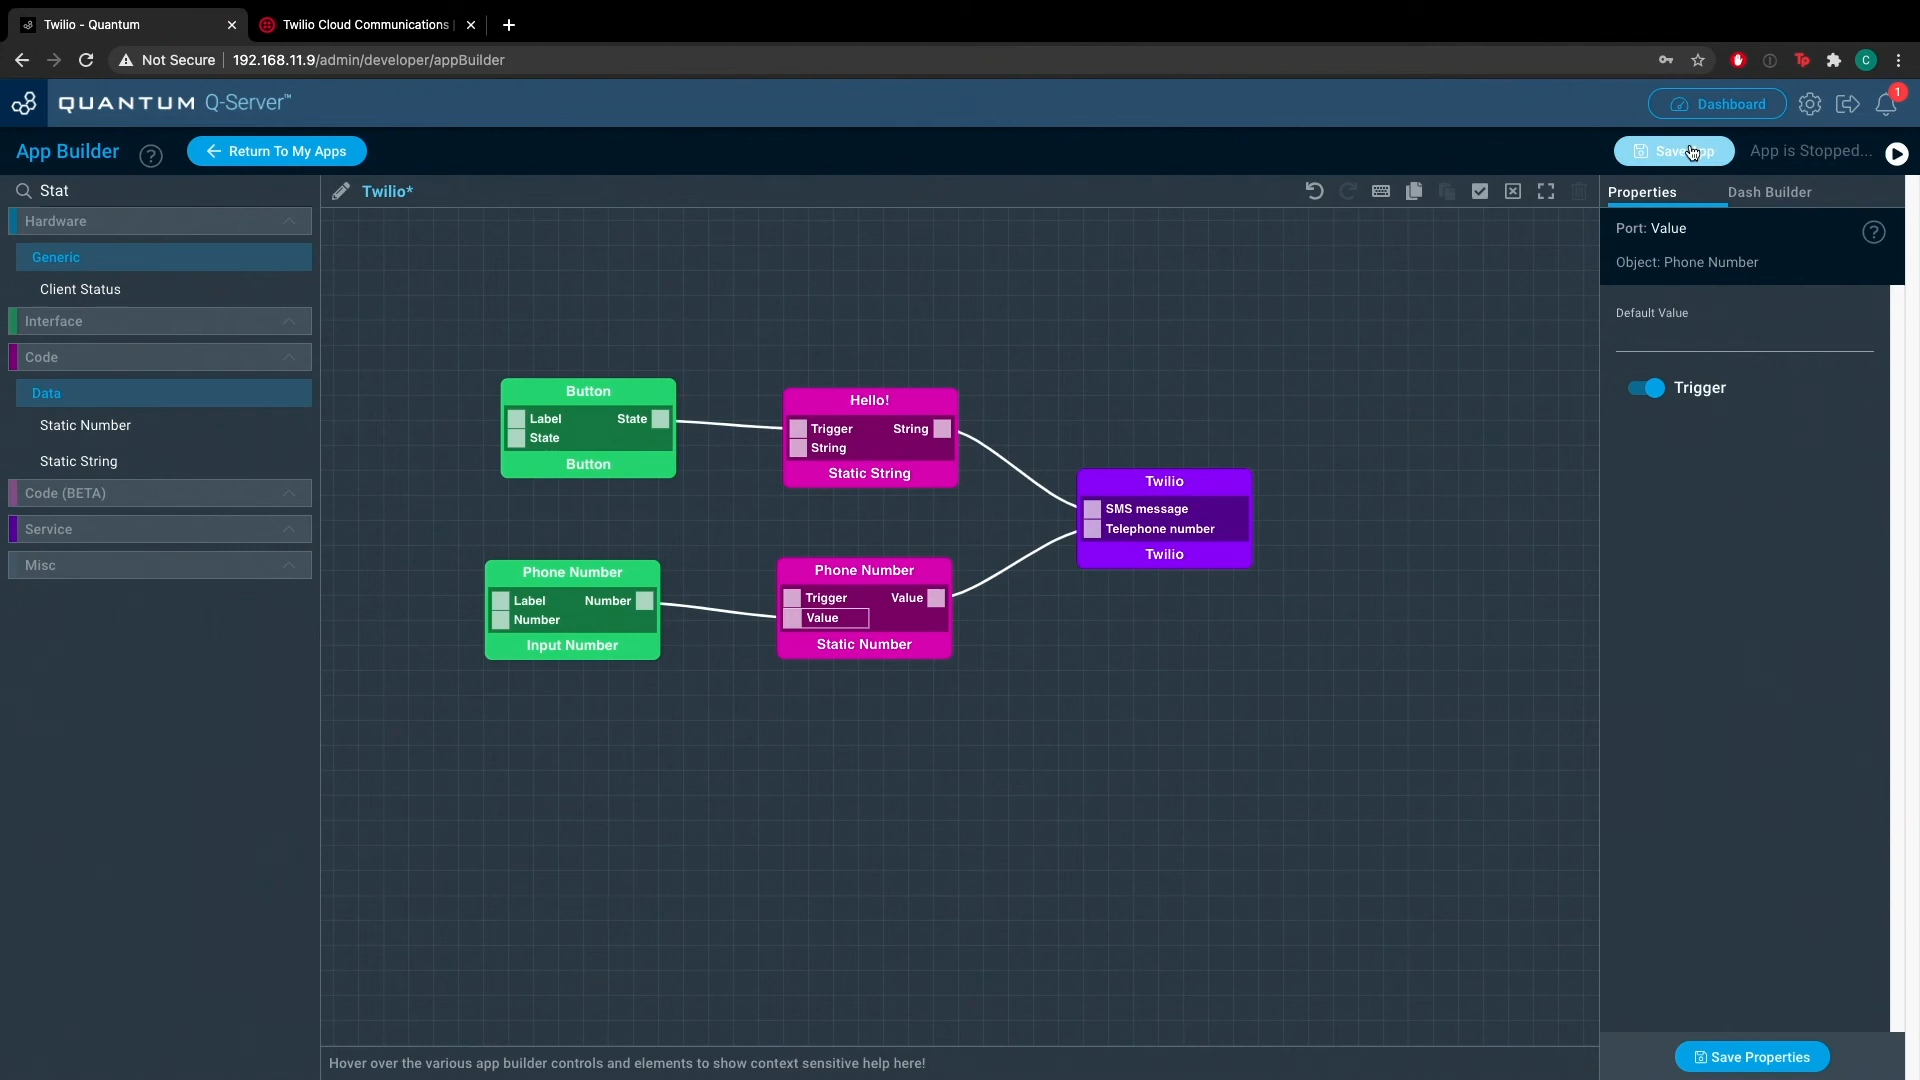 Twilio - Quantum
Twilio Cloud Communications
Not Secure
192.168.11.9/admin/developer/appBuilder
Tp
C
QUANTUM Q-Server™
Dashboard
1
App Builder
?
Return To My Apps
Save App
App is Stopped...
Stat
Twilio*
Properties
Dash Builder
Hardware
Generic
Client Status
Interface
Code
Data
Static Number
Static String
Code (BETA)
Service
Misc
Button
Label
State
State
Button
Hello!
Trigger
String
String
Static String
Twilio
SMS message
Telephone number
Twilio
Phone Number
Label
Number
Number
Input Number
Phone Number
Trigger
Value
Value
Static Number
Port: Value
?
Object: Phone Number
Default Value
Trigger
Hover over the various app builder controls and elements to show context sensitive help here!
Save Properties